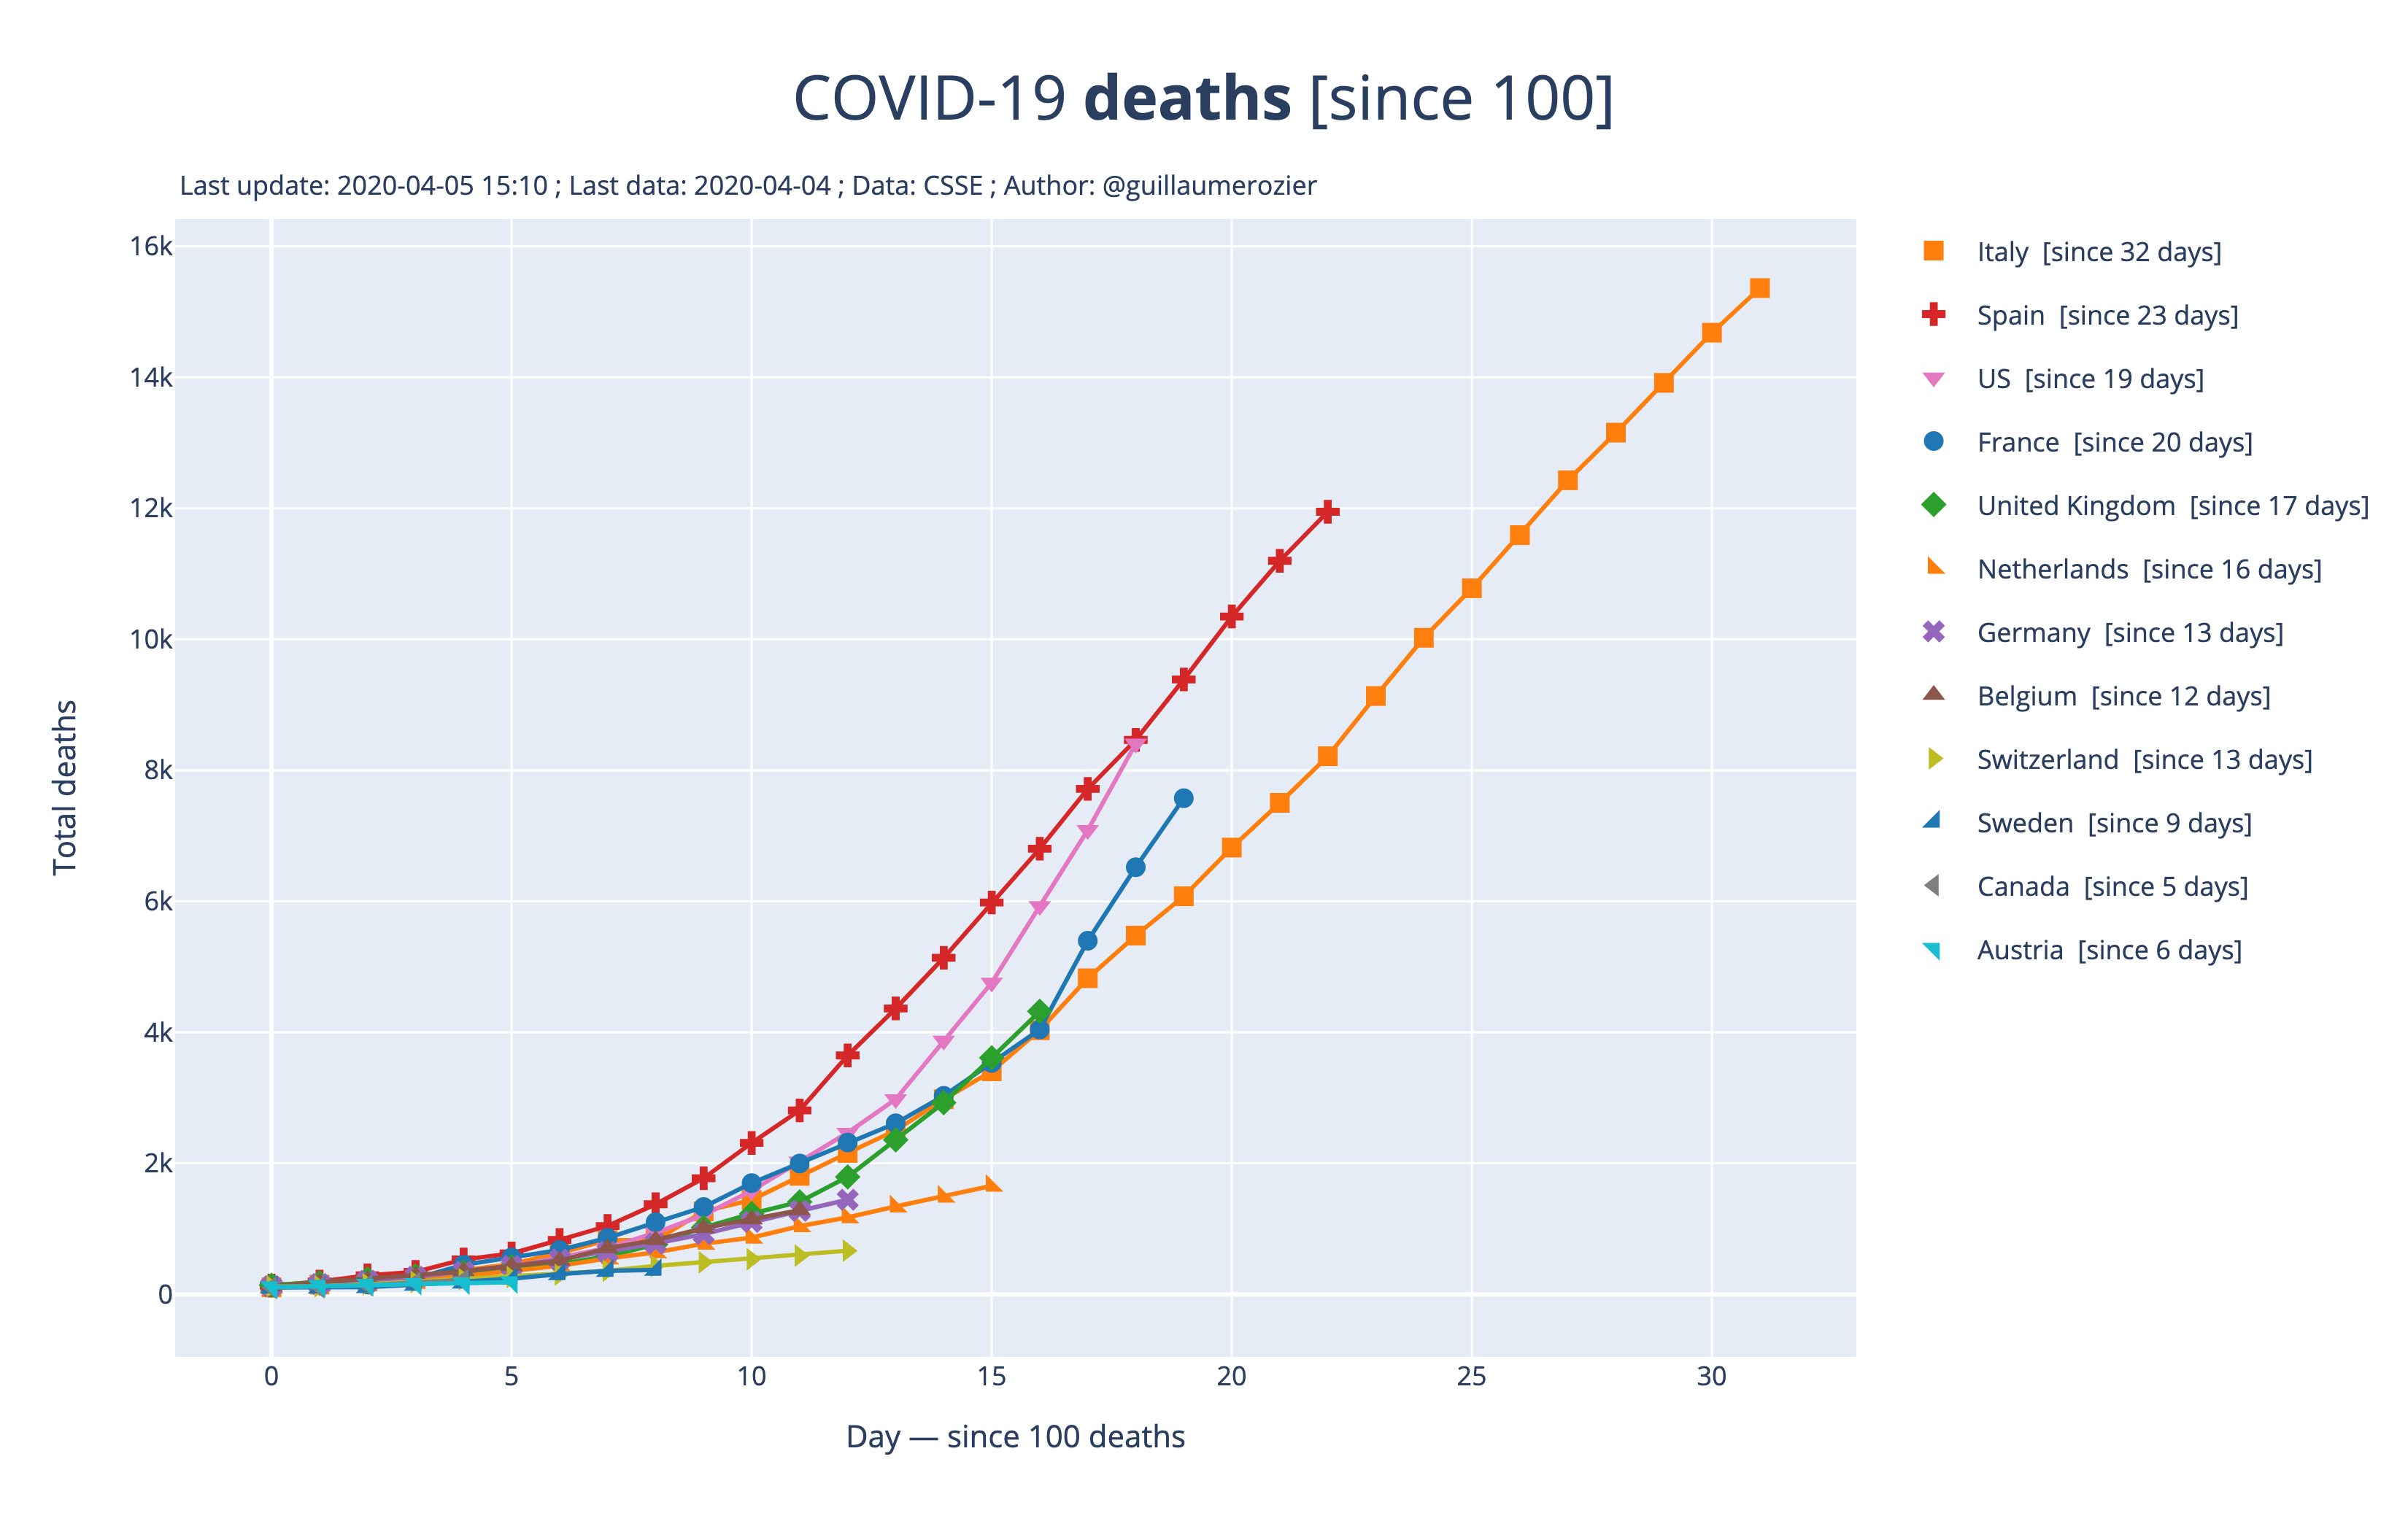 COVID-19 deaths [since 100]
Last update: 2020-04-05 15:10 ; Last data: 2020-04-04 ; Data: CSSE ; Author: @guillaumerozier
16k
14k
12k
10k
8k
6k
4k
2k
0
Total deaths
0 5 10 15 20 25 30
Day — since 100 deaths
Italy [since 32 days]
Spain [since 23 days]
US [since 19 days]
France [since 20 days]
United Kingdom [since 17 days]
Netherlands [since 16 days]
Germany [since 13 days]
Belgium [since 12 days]
Switzerland [since 13 days]
Sweden [since 9 days]
Canada [since 5 days]
Austria [since 6 days]